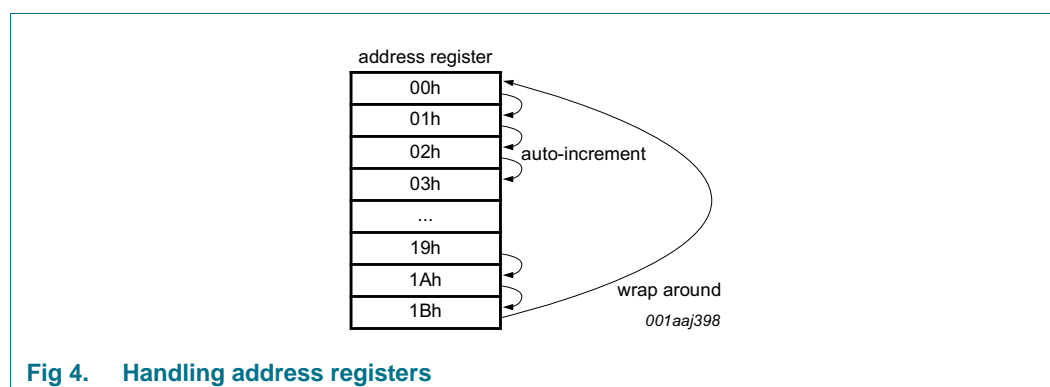 address register
00h
01h
02h
auto-increment
03h
...
19h
1Ah
wrap around
1Bh
001aaj398
Fig 4. Handling address registers